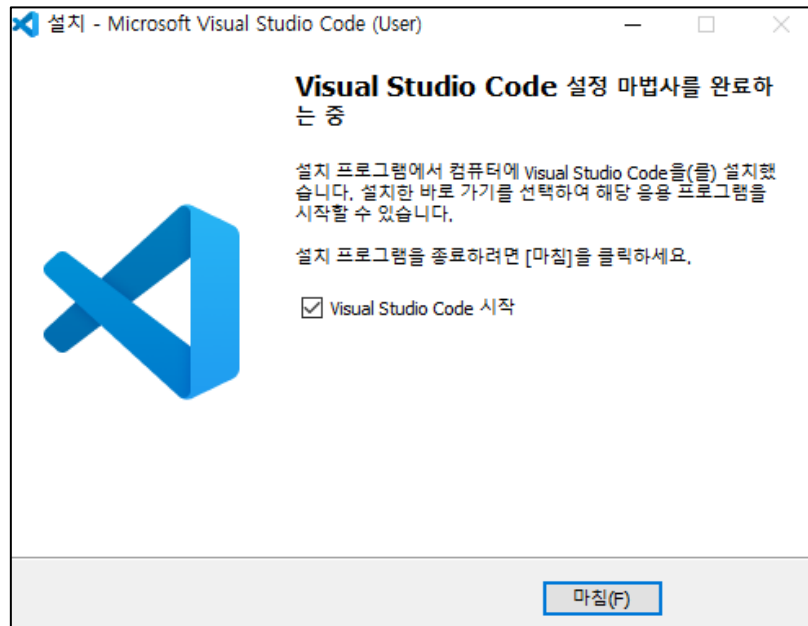 설치 - Microsoft Visual Studio Code (User)
Visual Studio Code 설정 마법사를 완료하
는 중
설치 프로그램에서 컴퓨터에 Visual Studio Code을(를) 설치했
습니다. 설치한 바로 가기를 선택하여 해당 응용 프로그램을
시작할 수 있습니다.
설치 프로그램을 종료하려면 [마침]을 클릭하세요.
Visual Studio Code 시작
마침(F)